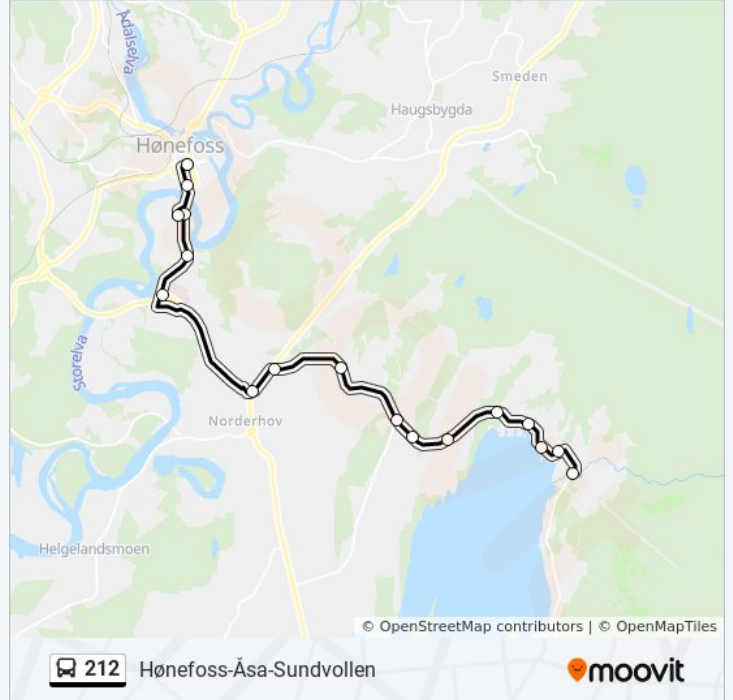 Ådalselva
Smeden
Haugsbygda
Hønefoss
Storelva
Norderhov
Helgelandsmoen
© OpenStreetMap contributors | © OpenMapTiles
212 Hønefoss-Åsa-Sundvollen
moovit